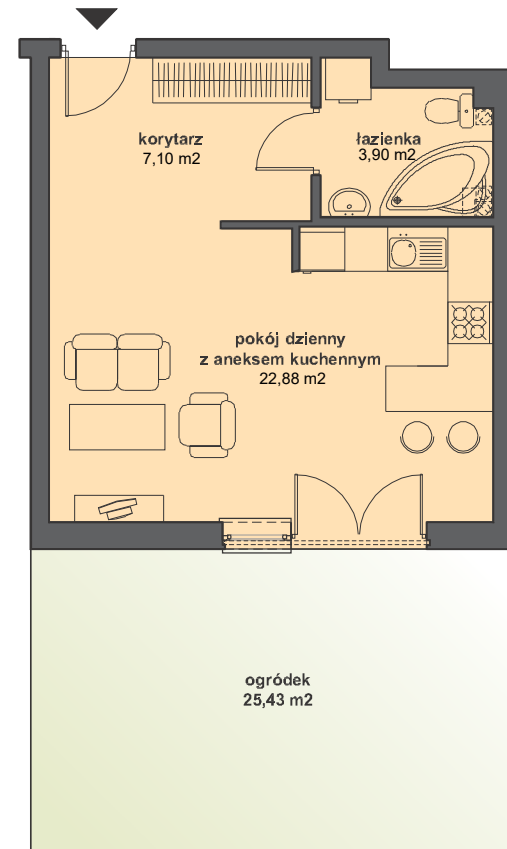 korytarz
7,10 m2
łazienka
3,90 m2
pokój dzienny
z aneksem kuchennym
22,88 m2
ogródek
25,43 m2